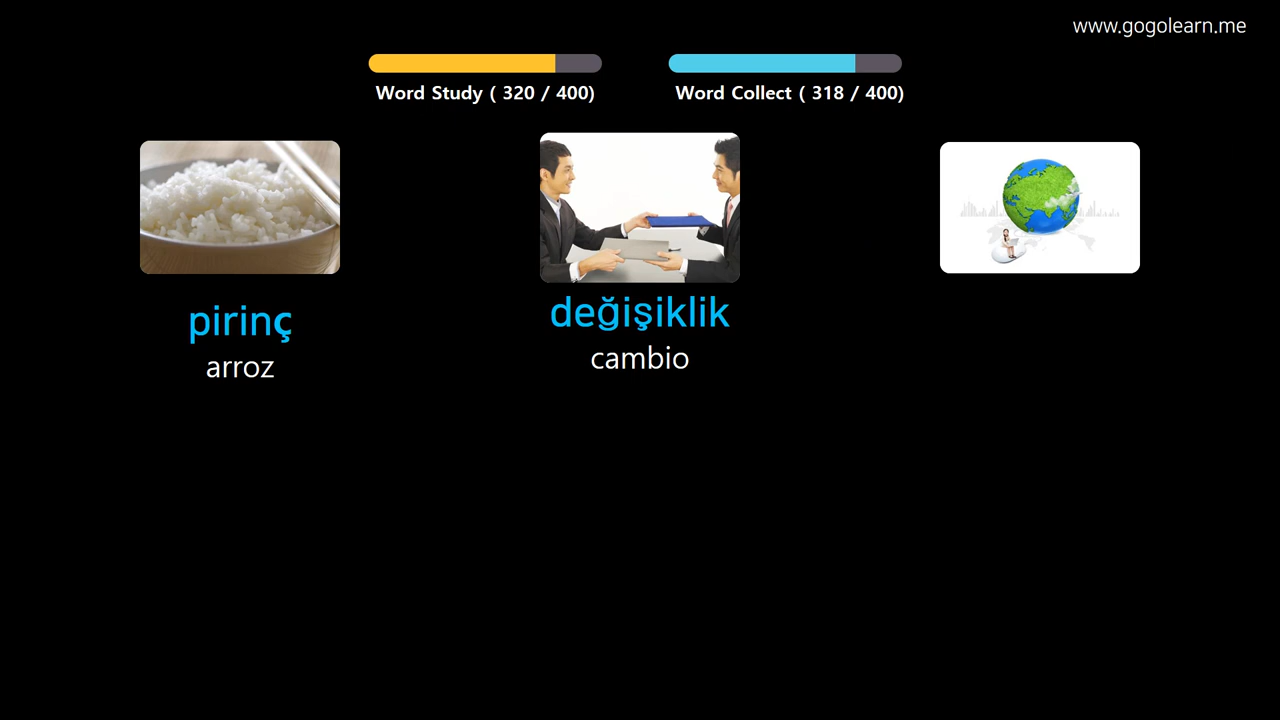 www.gogolearn.me
Word Study ( 320 / 400)
Word Collect ( 318 / 400)
pirinç
arroz
değişiklik
cambio